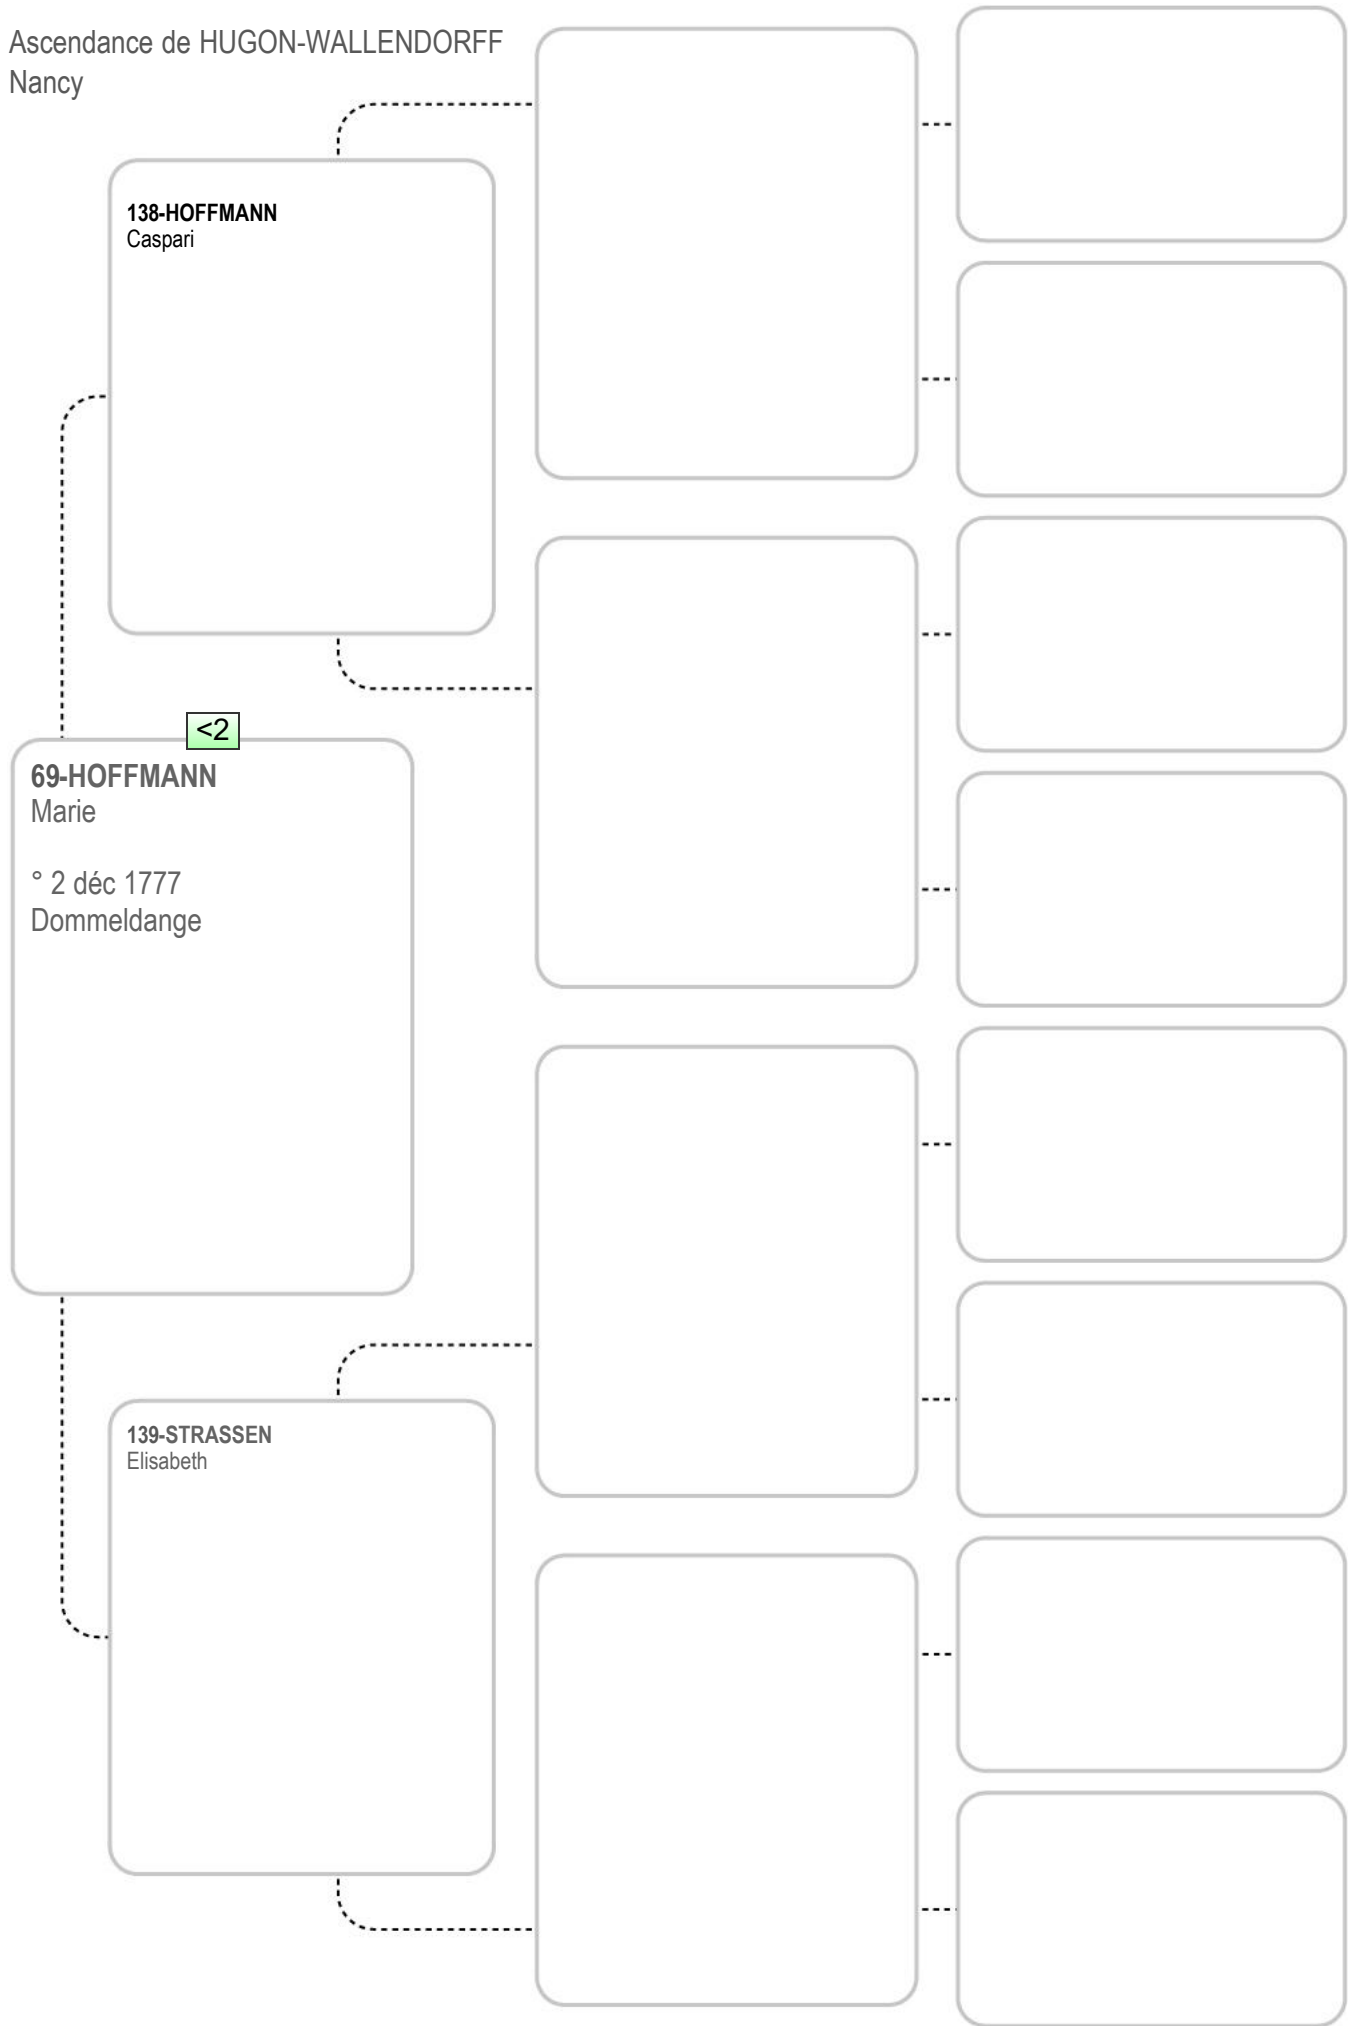 Ascendance de HUGON-WALLENDORFF
Nancy
138-HOFFMANN
Caspari
<2
69-HOFFMANN
Marie
° 2 déc 1777
Dommeldange
139-STRASSEN
Elisabeth